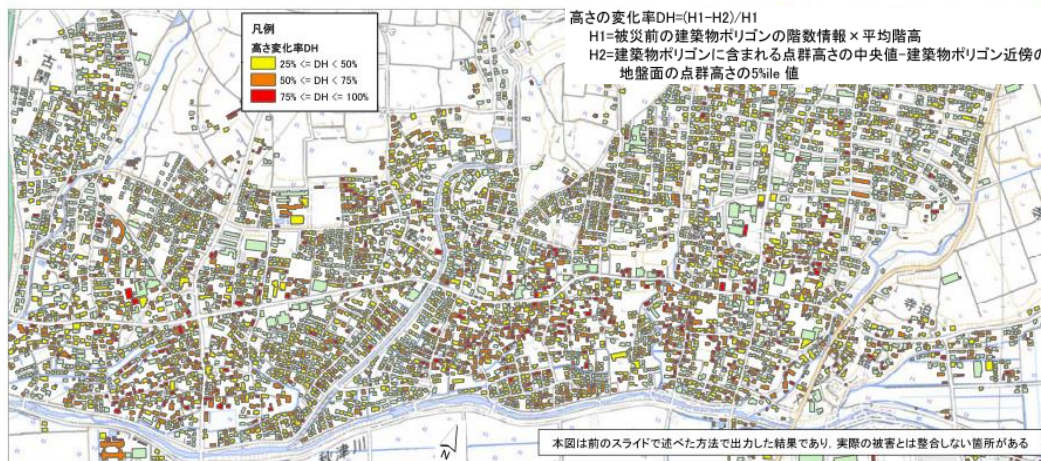 高さの変化率DH=(H1-H2)/H1
H1=被災前の建築物ポリゴンの階数情報×平均階高
H2=建築物ポリゴンに含まれる点群高さの中央値-建築物ポリゴン近傍の
地盤面の点群高さの5%ile 値
凡例
高さ変化率DH
25% <= DH < 50%
50% <= DH < 75%
75% <= DH <= 100%
古関
寺迫
秋津川
N
本図は前のスライドで述べた方法で出力した結果であり，実際の被害とは整合しない箇所がある